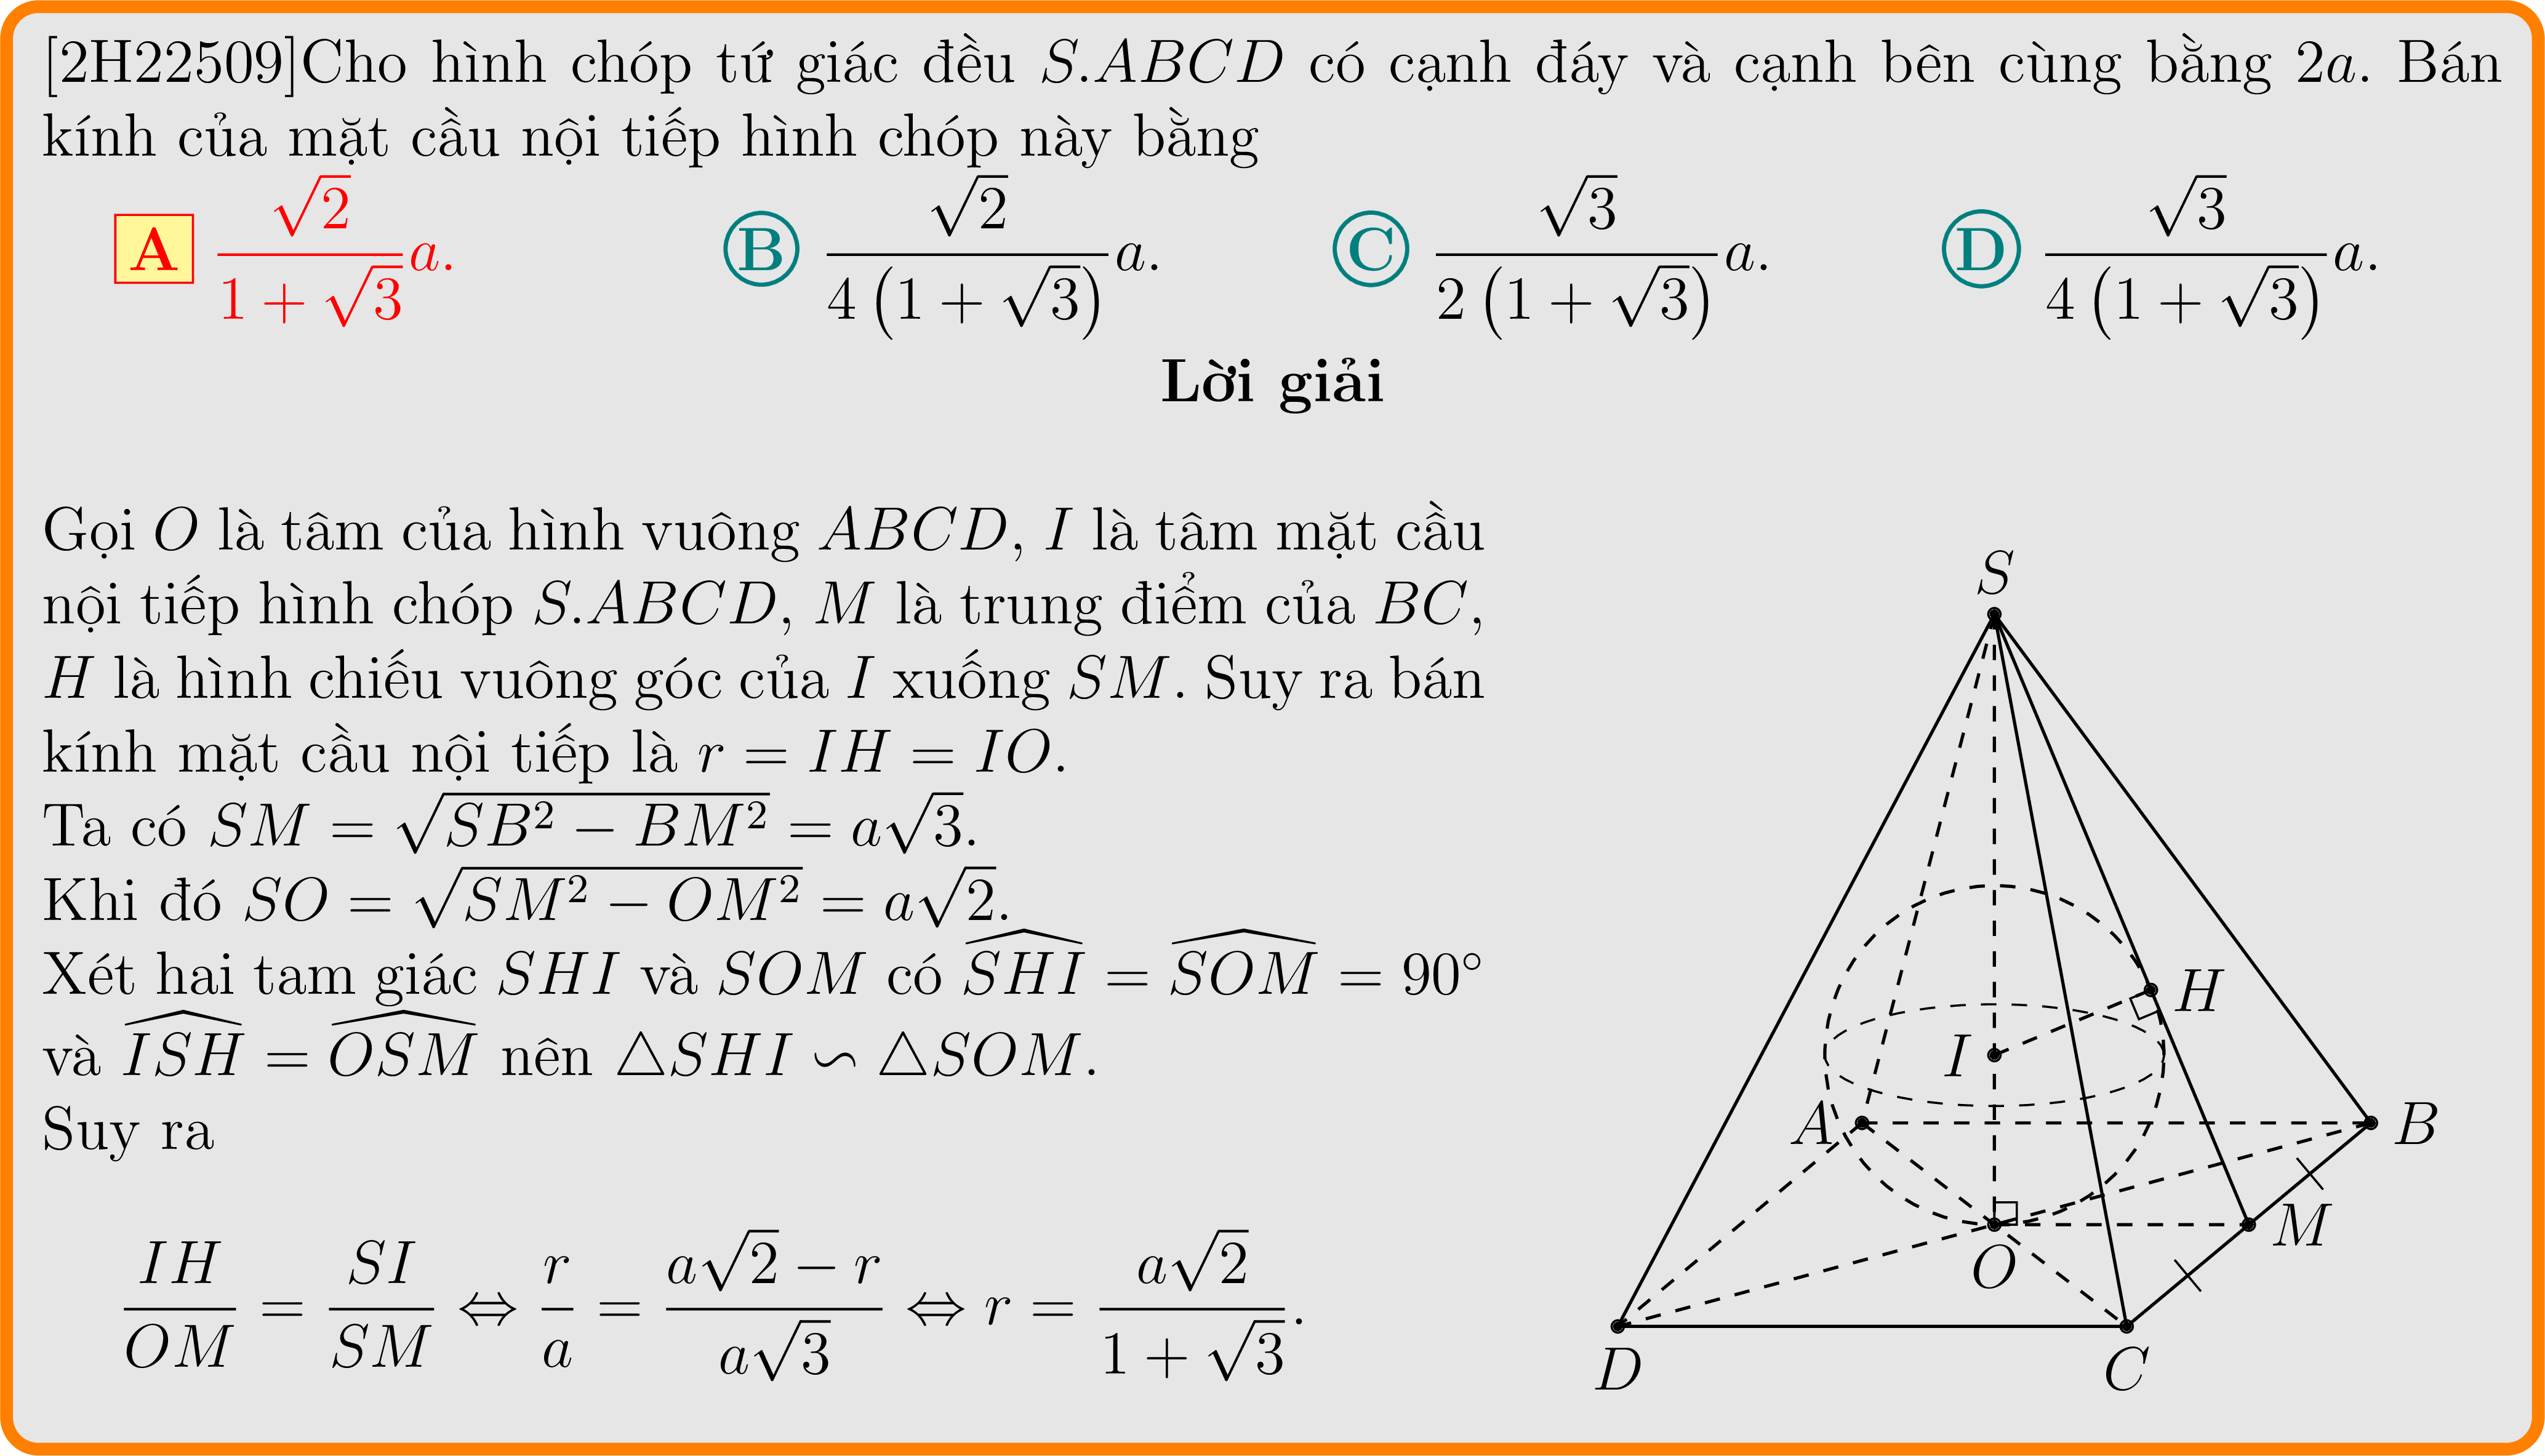 [2H22509]Cho hình chóp tứ giác đều S.ABCD có cạnh đáy và cạnh bên cùng bằng 2a. Bán
kính của mặt cầu nội tiếp hình chóp này bằng
A $\frac{\sqrt{2}}{1+\sqrt{3}}a.$ B $\frac{\sqrt{2}}{4\left(1+\sqrt{3}\right)}a.$ C $\frac{\sqrt{3}}{2\left(1+\sqrt{3}\right)}a.$ D $\frac{\sqrt{3}}{4\left(1+\sqrt{3}\right)}a.$
Lời giải
Gọi O là tâm của hình vuông ABCD, I là tâm mặt cầu
nội tiếp hình chóp S.ABCD, M là trung điểm của BC,
H là hình chiếu vuông góc của I xuống SM. Suy ra bán
kính mặt cầu nội tiếp là r = IH = IO.
Ta có $SM = \sqrt{SB^2 - BM^2} = a\sqrt{3}.$
Khi đó $SO = \sqrt{SM^2 - OM^2} = a\sqrt{2}.$
Xét hai tam giác SHI và SOM có $\widehat{SHI} = \widehat{SOM} = 90^\circ$
và $\widehat{ISH} = \widehat{OSM}$ nên △SHI ∽ △SOM.
Suy ra
$\frac{IH}{OM} = \frac{SI}{SM} \Leftrightarrow \frac{r}{a} = \frac{a\sqrt{2} - r}{a\sqrt{3}} \Leftrightarrow r = \frac{a\sqrt{2}}{1+\sqrt{3}}.$
S
H
I
A
B
M
O
D
C